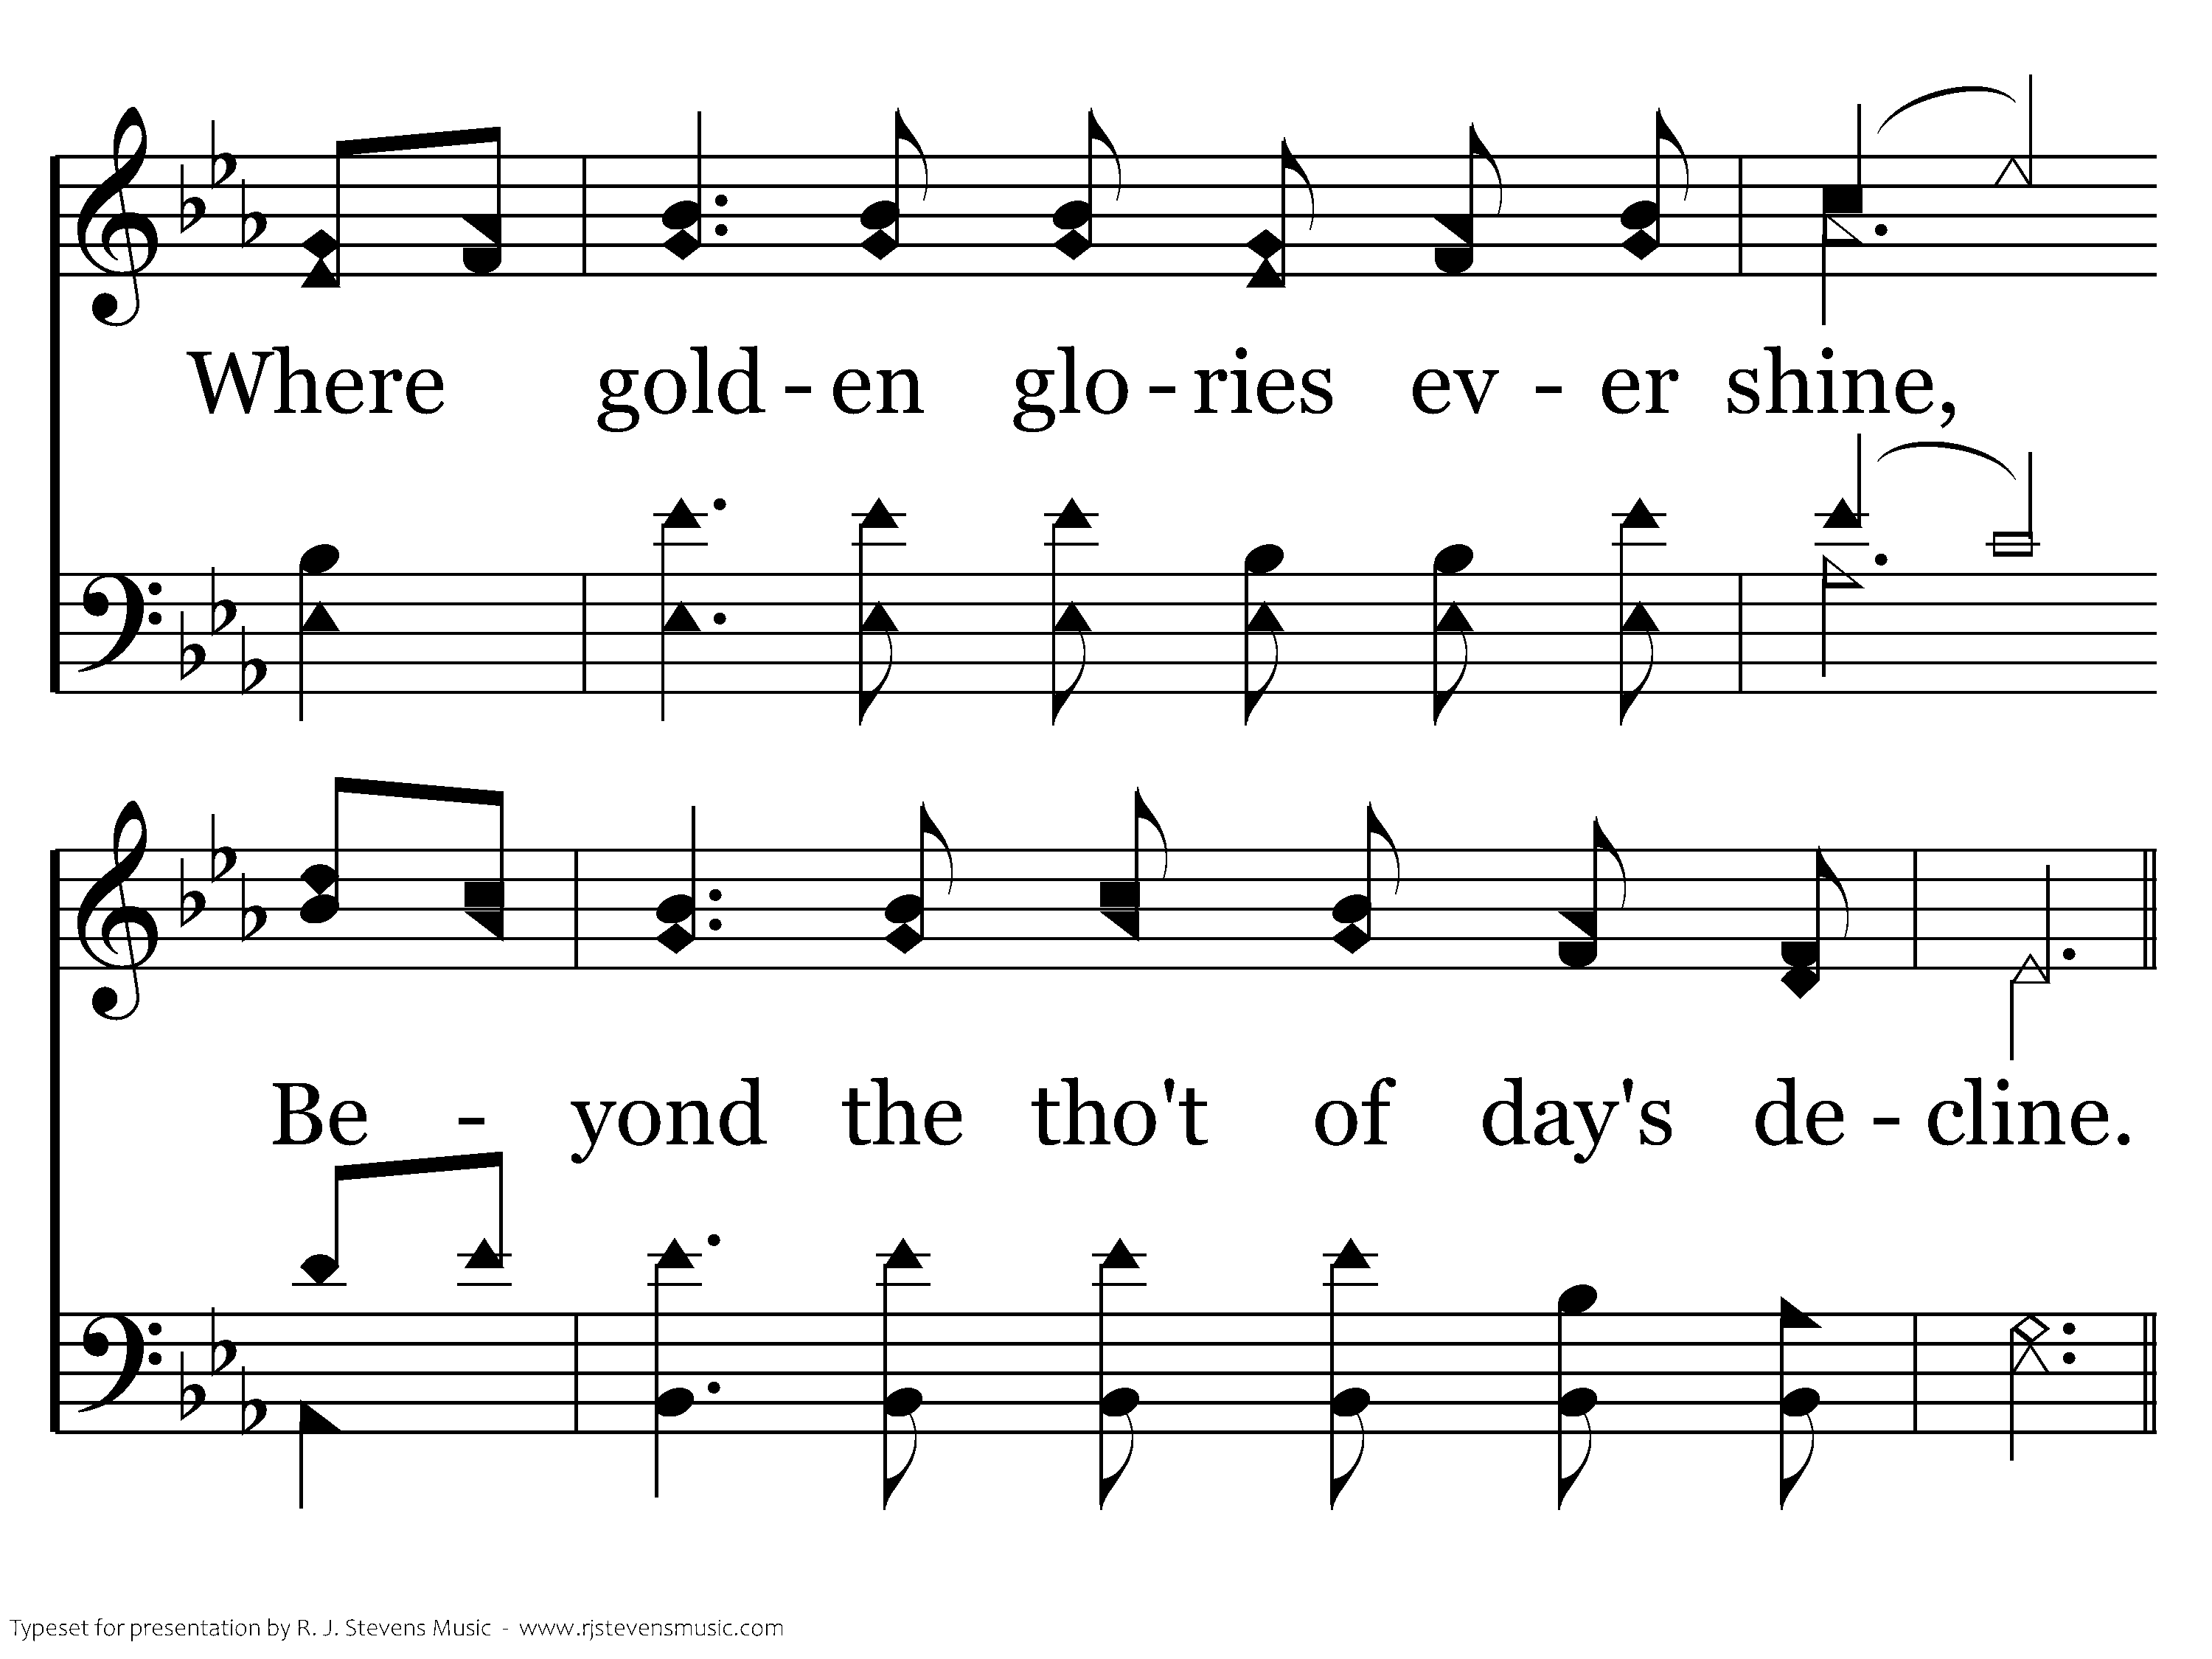 Where gold - en glo - ries ev - er shine,
Be - yond the tho't of day's de - cline.
Typeset for presentation by R. J. Stevens Music - www.rjstevensmusic.com